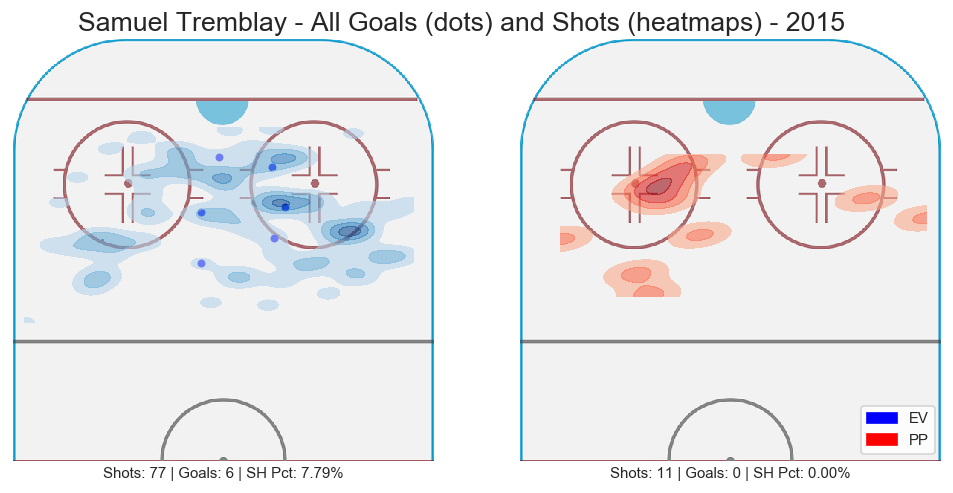 Samuel Tremblay - All Goals (dots) and Shots (heatmaps) - 2015
EV
PP
Shots: 77 | Goals: 6 | SH Pct: 7.79%
Shots: 11 | Goals: 0 | SH Pct: 0.00%